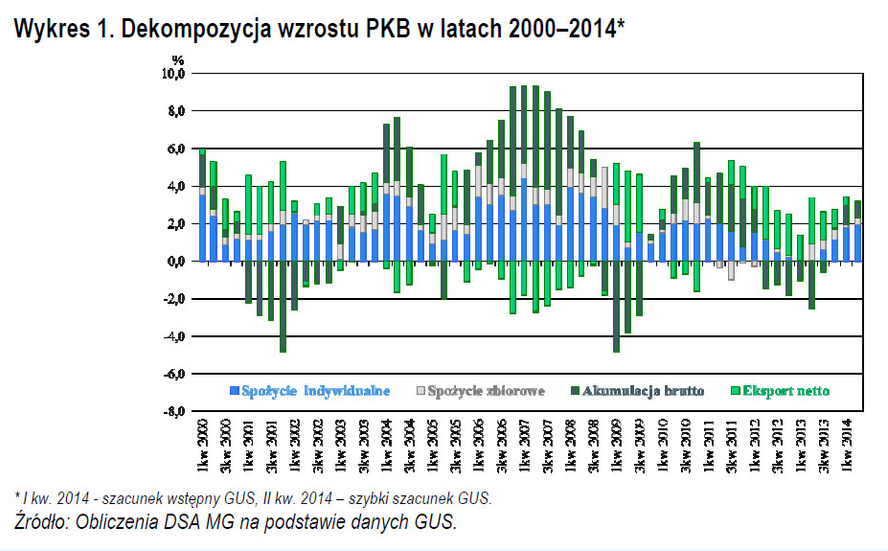 Wykres 1. Dekompozycja wzrostu PKB w latach 2000–2014*
%
10,0
8,0
6,0
4,0
2,0
0,0
-2,0
-4,0
-6,0
-8,0
Spożycie indywidualne Spożycie zbiorowe Akumulacja brutto Eksport netto
1kw 2000 3kw 2000 1kw 2001 3kw 2001 1kw 2002 3kw 2002 1kw 2003 3kw 2003 1kw 2004 3kw 2004 1kw 2005 3kw 2005 1kw 2006 3kw 2006 1kw 2007 3kw 2007 1kw 2008 3kw 2008 1kw 2009 3kw 2009 1kw 2010 3kw 2010 1kw 2011 3kw 2011 1kw 2012 3kw 2012 1kw 2013 3kw 2013 1kw 2014
* I kw. 2014 - szacunek wstępny GUS, II kw. 2014 – szybki szacunek GUS.
Źródło: Obliczenia DSA MG na podstawie danych GUS.